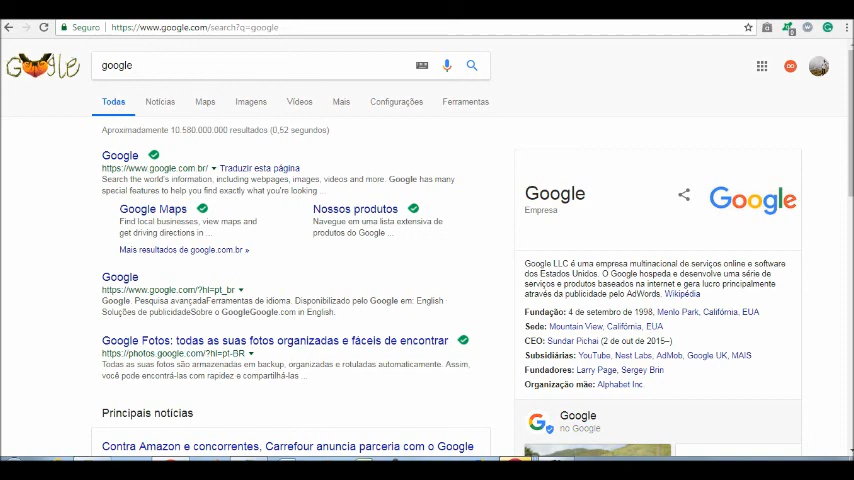 Seguro
https://www.google.com/search?q=google
google
Todas Notícias Maps Imagens Vídeos Mais Configurações Ferramentas
Aproximadamente 10.580.000.000 resultados (0,52 segundos)
Google
https://www.google.com.br/ Traduzir esta página
Search the world's information, including webpages, images, videos and more. Google has many
special features to help you find exactly what you're looking ...
Google Maps
Find local businesses, view maps and
get driving directions in ...
Nossos produtos
Navegue em uma lista extensiva de
produtos do Google ...
Mais resultados de google.com.br »
Google
https://www.google.com/?hl=pt_br
Google. Pesquisa avançadaFerramentas de idioma. Disponibilizado pelo Google em: English ·
Soluções de publicidadeSobre o GoogleGoogle.com in English.
Google Fotos: todas as suas fotos organizadas e fáceis de encontrar
https://photos.google.com/?hl=pt-BR
Todas as suas fotos são armazenadas em backup, organizadas e rotuladas automaticamente. Assim,
você pode encontrá-las com rapidez e compartilhá-las ...
Principais notícias
Contra Amazon e concorrentes, Carrefour anuncia parceria com o Google
Google
Empresa
Google
Google LLC é uma empresa multinacional de serviços online e software
dos Estados Unidos. O Google hospeda e desenvolve uma série de
serviços e produtos baseados na internet e gera lucro principalmente
através da publicidade pelo AdWords. Wikipédia
Fundação: 4 de setembro de 1998, Menlo Park, Califórnia, EUA
Sede: Mountain View, Califórnia, EUA
CEO: Sundar Pichai (2 de out de 2015–)
Subsidiárias: YouTube, Nest Labs, AdMob, Google UK, MAIS
Fundadores: Larry Page, Sergey Brin
Organização mãe: Alphabet Inc.
Google
no Google